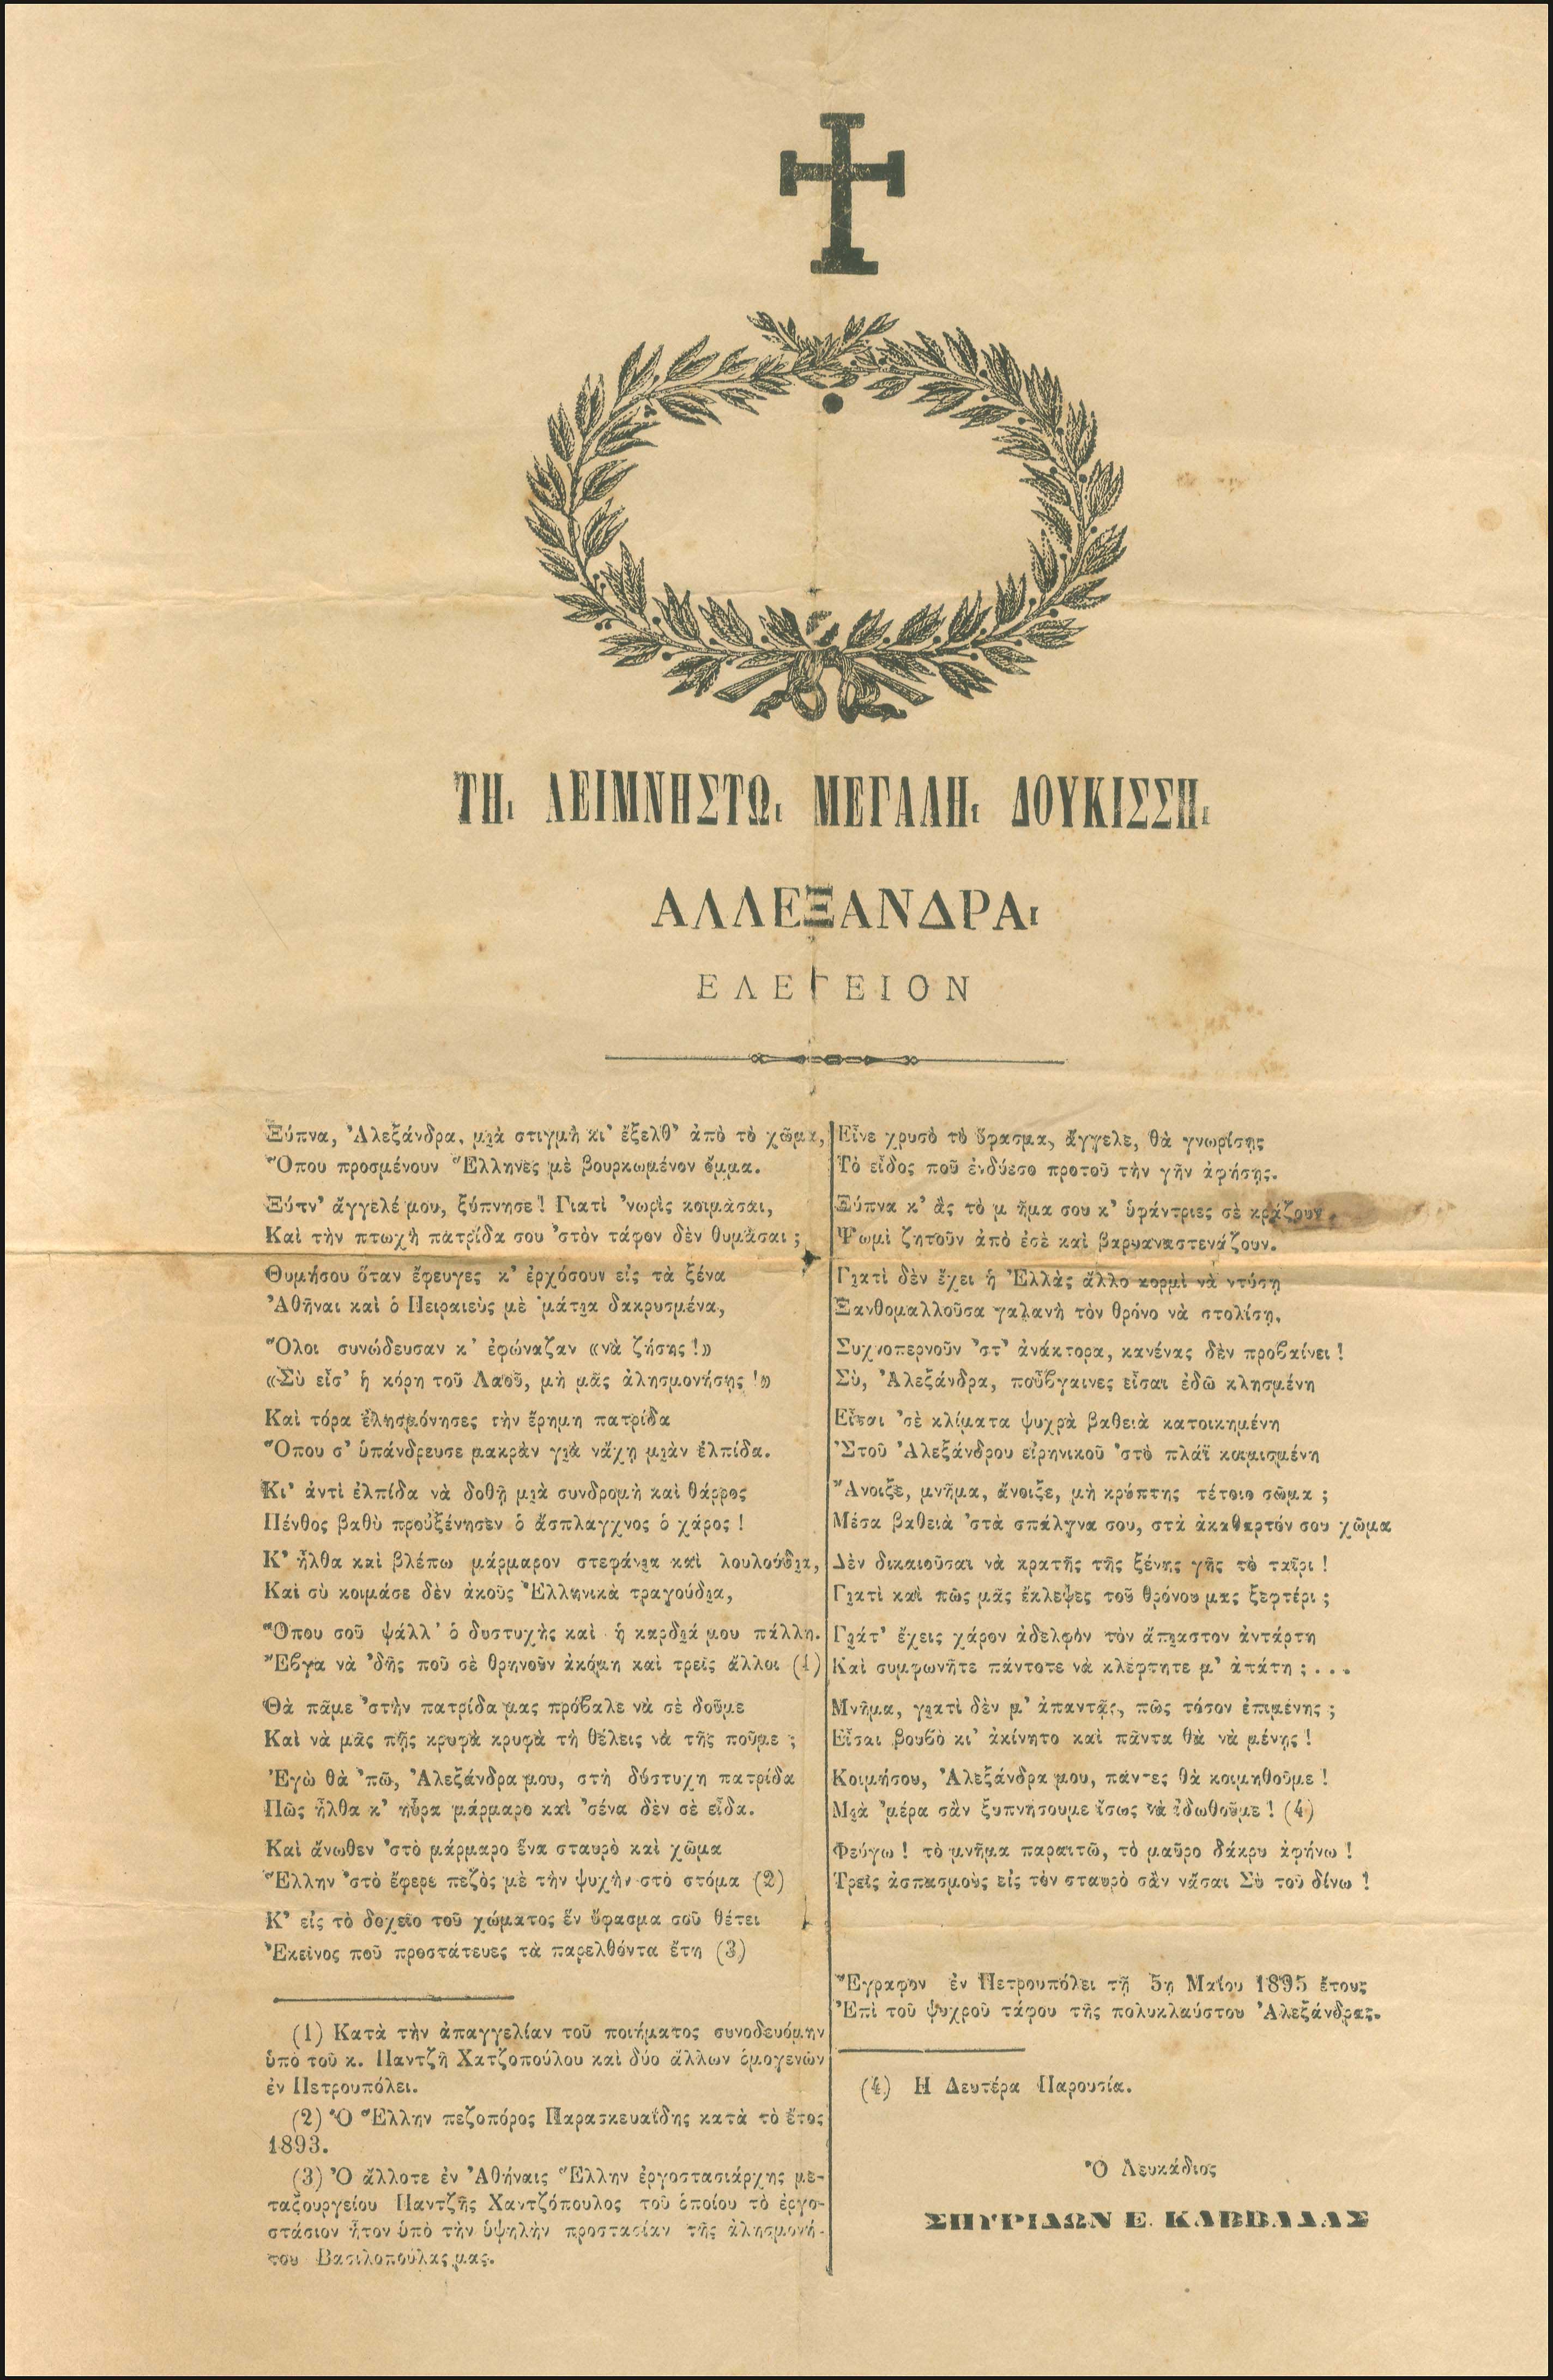 ΤΗι ΑΕΙΜΝΗΣΤΩι ΜΕΓΑΛΗι ΔΟΥΚΙΣΣΗι
ΑΛΛΕΞΑΝΔΡΑι
ΕΛΕΓΕΙΟΝ
Ξύπνα, Ἀλεξάνδρα, μιὰ στιγμὴ κι' ἔξελθ' ἀπὸ τὸ χῶμα,
Ὅπου προσμένουν Ἕλληνες μὲ βουρκωμένον ὄμμα.
Ξύπν' ἄγγελέ μου, ξύπνησε! Γιατὶ 'νωρὶς κοιμᾶσαι,
Καὶ τὴν πτωχὴ πατρίδα σου 'στὸν τάφον δὲν θυμᾶσαι;
Θυμήσου ὅταν ἔφευγες κ' ἐρχόσουν εἰς τὰ ξένα
Ἀθῆναι καὶ ὁ Πειραιεὺς μὲ 'μάτια δακρυσμένα,
Ὅλοι συνώδευσαν κ' ἐφώναζαν «νὰ ζήσῃς!»
«Σὺ εἶσ' ἡ κόρη τοῦ Λαοῦ, μὴ μᾶς ἀλησμονήσῃς!»
Καὶ τόρα ἐλησμόνησες τὴν ἔρημη πατρίδα
Ὅπου σ' ὑπάνδρευσε μακρὰν γιὰ νἄχῃ μιὰν ἐλπίδα.
Κι' ἀντὶ ἐλπίδα νὰ δοθῇ μιὰ συνδρομὴ καὶ θάρρος
Πένθος βαθὺ προὐξένησεν ὁ ἄσπλαγχνος ὁ χάρος!
Κ' ἦλθα καὶ βλέπω μάρμαρον στεφάνια καὶ λουλούδια,
Καὶ σὺ κοιμάσε δὲν ἀκοῦς Ἑλληνικὰ τραγούδια,
Ὅπου σοῦ ψάλλ' ὁ δυστυχὴς καὶ ἡ καρδιά μου πάλλη.
Ἔβγα νὰ 'δῇς ποῦ σὲ θρηνοῦν ἀκόμη καὶ τρεῖς ἄλλοι (1)
Θὰ πᾶμε 'στὴν πατρίδα μας πρόβαλε νὰ σὲ δοῦμε
Καὶ νὰ μᾶς πῇς κρυφὰ κρυφὰ τὴ θέλεις νὰ τῆς ποῦμε;
Ἐγὼ θὰ 'πῶ, Ἀλεξάνδρα μου, στὴ δύστυχη πατρίδα
Πῶς ἦλθα κ' ηὗρα μάρμαρο καὶ 'σένα δὲν σὲ εἶδα.
Καὶ ἄνωθεν 'στὸ μάρμαρο ἕνα σταυρὸ καὶ χῶμα
Ἕλλην 'στὸ ἔφερε πεζὸς μὲ τὴν ψυχὴν στὸ στόμα (2)
Κ' εἰς τὸ δοχεῖο τοῦ χώματος ἓν ὕφασμα σοῦ θέτει
Ἐκεῖνος ποῦ προστάτευες τὰ παρελθόντα ἔτη (3)
(1) Κατὰ τὴν ἀπαγγελίαν τοῦ ποιήματος συνοδευόμην
ὑπὸ τοῦ κ. Παντζῆ Χατζοπούλου καὶ δύο ἄλλων ὁμογενῶν
ἐν Πετρουπόλει.
(2) Ὁ Ἕλλην πεζοπόρος Παρασκευαΐδης κατὰ τὸ ἔτος
1893.
(3) Ὁ ἄλλοτε ἐν Ἀθήναις Ἕλλην ἐργοστασιάρχης με-
ταξουργείου Παντζῆς Χαντζόπουλος τοῦ ὁποίου τὸ ἐργο-
στάσιον ἦτον ὑπὸ τὴν ὑψηλὴν προστασίαν τῆς ἀλησμονή-
του Βασιλοπούλας μας.
Εἶνε χρυσὸ τὸ ὕφασμα, ἄγγελε, θὰ γνωρίσῃς
Τὸ εἶδος ποῦ ἐνδύεσο προτοῦ τὴν γῆν ἀφήσῃς.
Ξύπνα κ' ἂς τὸ μ ῆμα σου κ' ὑφάντριες σὲ κράζουν,
Ψωμὶ ζητοῦν ἀπὸ ἐσὲ καὶ βαρυαναστενάζουν.
Γιατὶ δὲν ἔχει ἡ Ἑλλὰς ἄλλο κορμὶ νὰ ντύσῃ
Ξανθομαλλοῦσα γαλανὴ τὸν θρόνο νὰ στολίσῃ.
Συχνοπερνοῦν 'στ' ἀνάκτορα, κανένας δὲν προβαίνει!
Σὺ, Ἀλεξάνδρα, ποὖβγαινες εἶσαι ἐδῶ κλησμένη
Εἶσαι 'σὲ κλίματα ψυχρὰ βαθειὰ κατοικημένη
Ἑστοῦ Ἀλεξάνδρου εἰρηνικοῦ 'στὸ πλάϊ κοιμισμένη
Ἄνοιξε, μνῆμα, ἄνοιξε, μὴ κρύπτῃς τέτοιο σῶμα;
Μέσα βαθειὰ 'στὰ σπάλγνα σου, στὰ ἀκαθαρτόν σου χῶμα
Δὲν δικαιοῦσαι νὰ κρατῇς τῆς ξένης γῆς τὸ ταῖρι!
Γιατὶ καὶ πῶς μᾶς ἔκλεψες τοῦ θρόνου μας ξεφτέρι;
Γιάτ' ἔχεις χάρον ἀδελφὸν τὸν ἄπιαστον ἀντάρτη
Καὶ συμφωνῆτε πάντοτε νὰ κλέφτητε μ' ἀπάτη;...
Μνῆμα, γιατὶ δὲν μ' ἀπαντᾷς, πῶς τόσον ἐπιμένῃς;
Εἶσαι βουβὸ κι' ἀκίνητο καὶ πᾶντα θὰ νὰ μένῃς!
Κοιμήσου, Ἀλεξάνδρα μου, πάντες θὰ κοιμηθοῦμε!
Μιὰ 'μέρα σὰν ξυπνήσουμε ἴσως νὰ ἰδωθοῦμε! (4)
Φεύγω! τὸ μνῆμα παραιτῶ, τὸ μαῦρο δάκρυ ἀφήνω!
Τρεῖς ἀσπασμοὺς εἰς τὸν σταυρὸ σὰν νἄσαι Σὺ τοῦ δίνω!
Ἔγραφον ἐν Πετρουπόλει τῇ 5ῃ Μαΐου 1895 ἔτους
Ἐπὶ τοῦ ψυχροῦ τάφου τῆς πολυκλαύστου Ἀλεξάνδρας.
(4) Η Δευτέρα Παρουσία.
Ὁ Λευκάδιος
ΣΠΥΡΙΔΩΝ Ε. ΚΑΒΒΑΔΑΣ